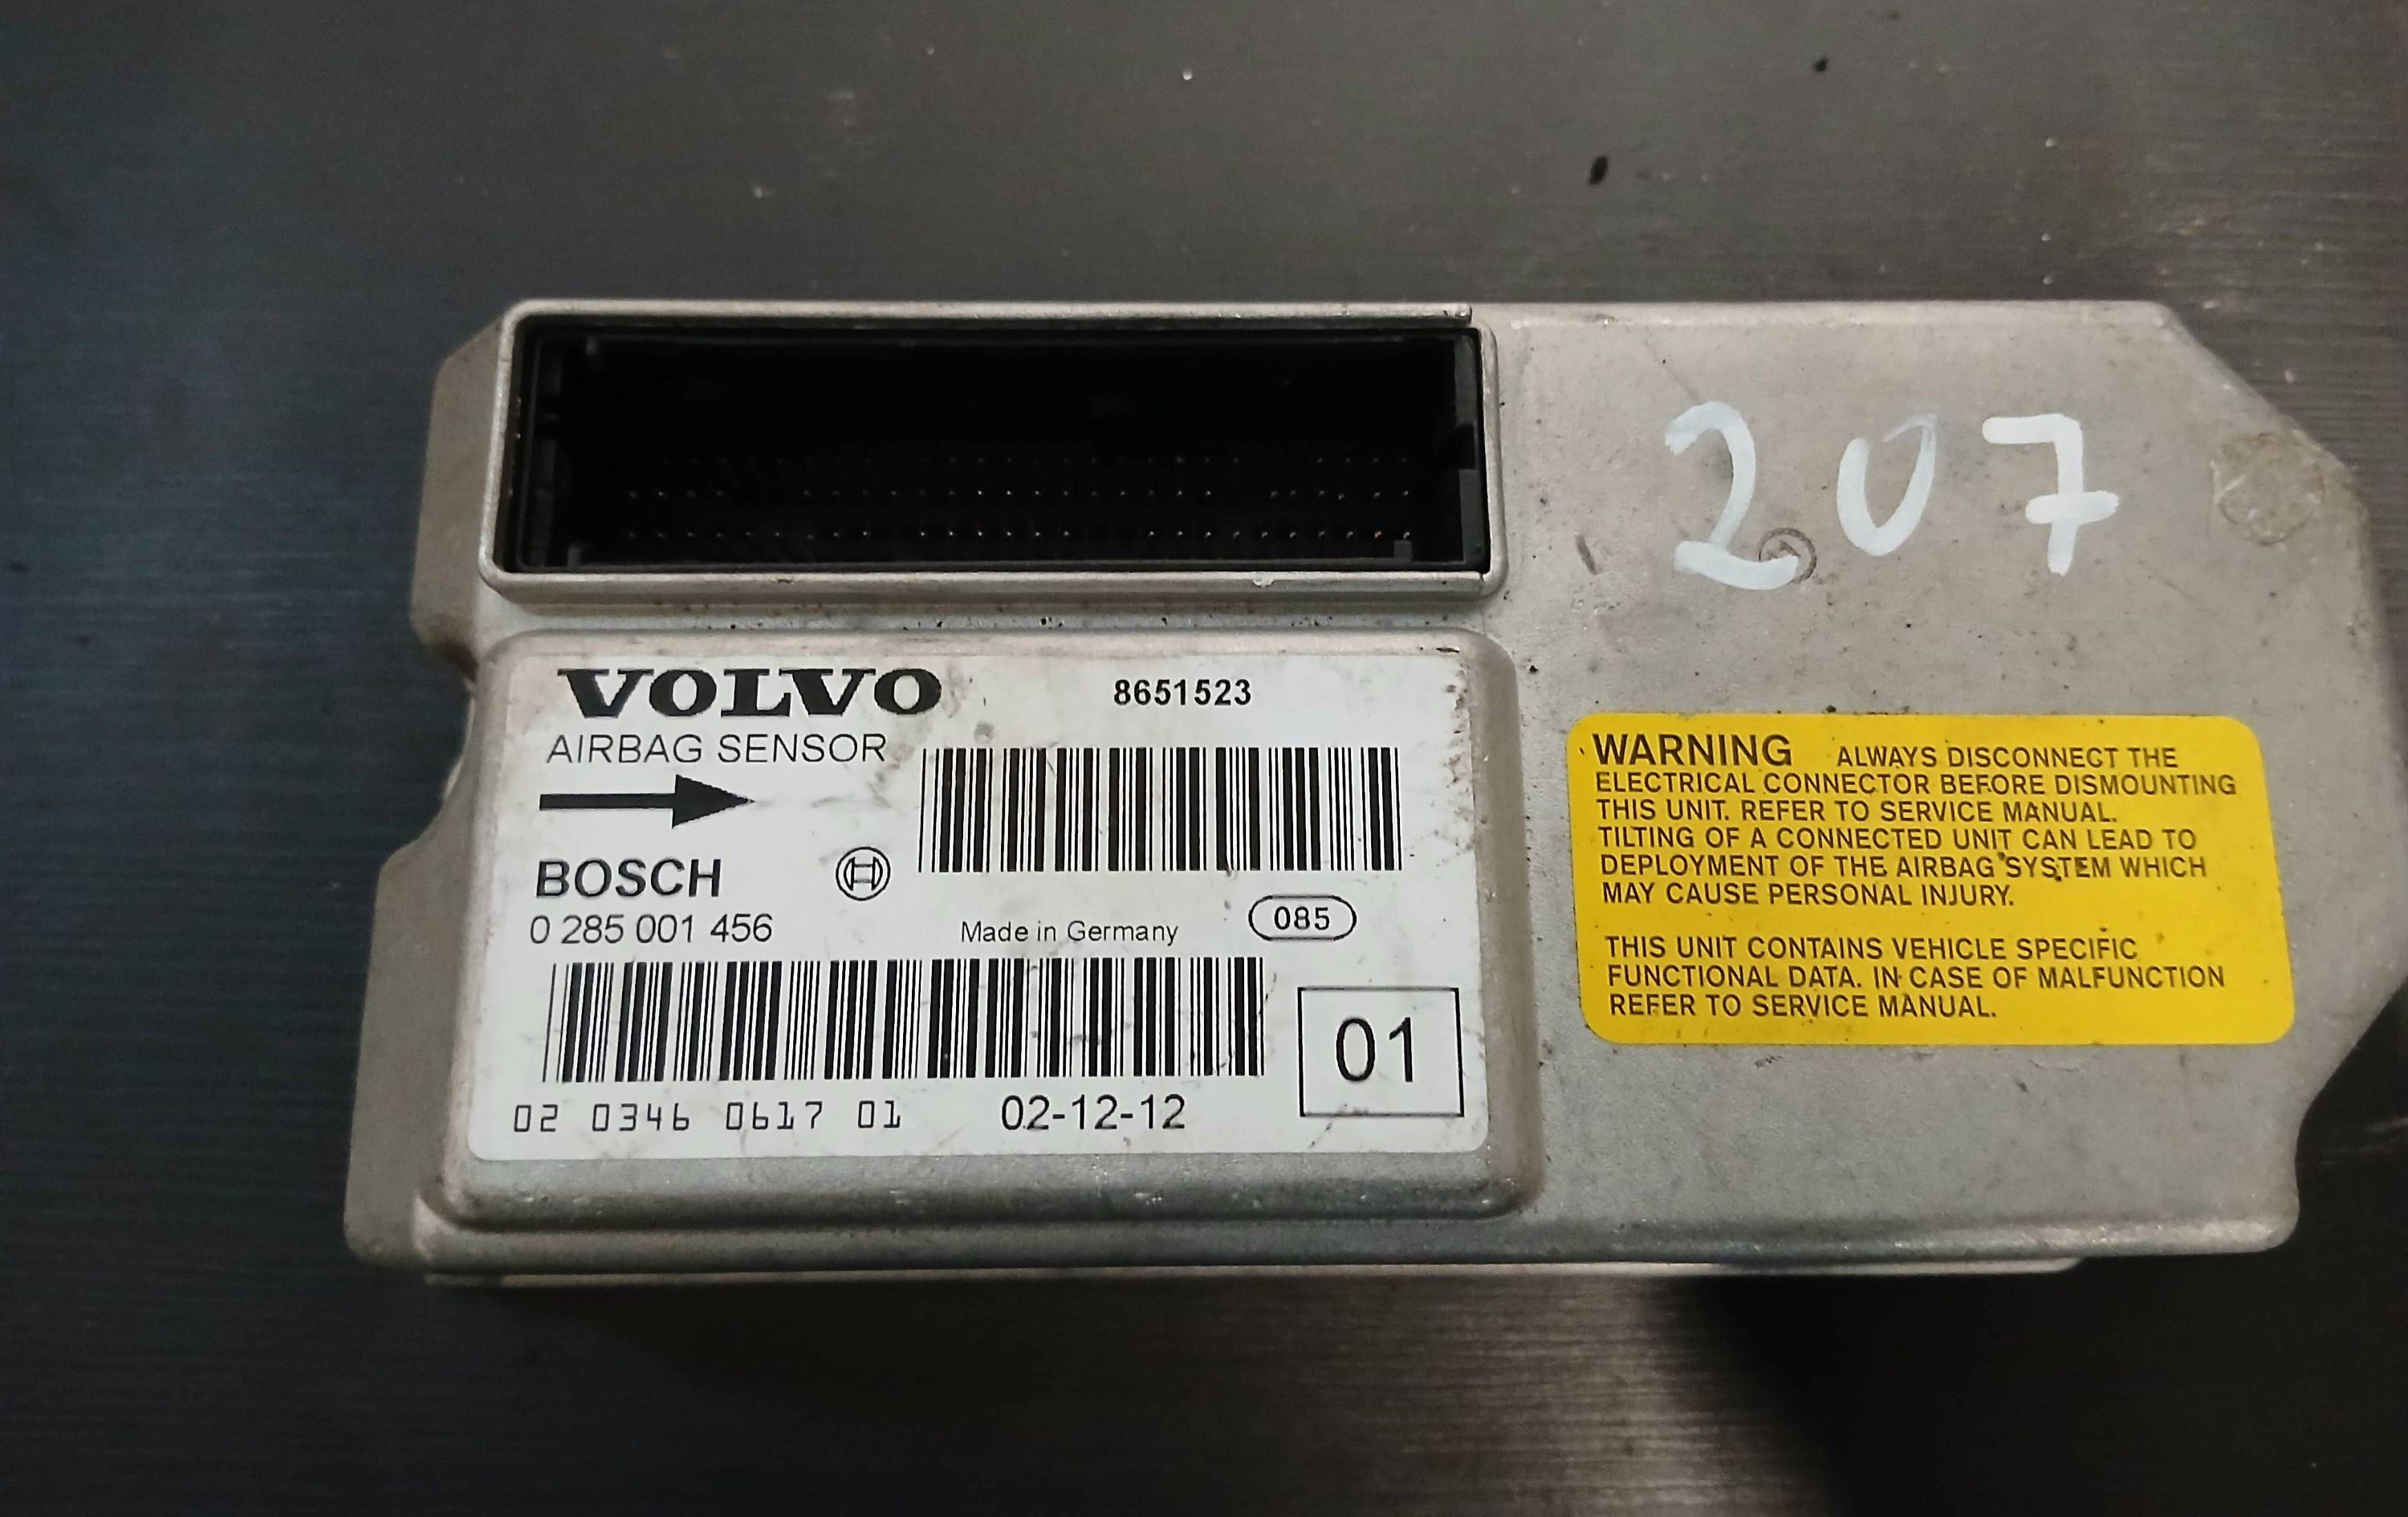 207
VOLVO 8651523
AIRBAG SENSOR
BOSCH
0 285 001 456 Made in Germany 085
01
02 0346 0617 01 02-12-12
WARNING ALWAYS DISCONNECT THE
ELECTRICAL CONNECTOR BEFORE DISMOUNTING
THIS UNIT. REFER TO SERVICE MANUAL.
TILTING OF A CONNECTED UNIT CAN LEAD TO
DEPLOYMENT OF THE AIRBAG SYSTEM WHICH
MAY CAUSE PERSONAL INJURY.
THIS UNIT CONTAINS VEHICLE SPECIFIC
FUNCTIONAL DATA. IN CASE OF MALFUNCTION
REFER TO SERVICE MANUAL.